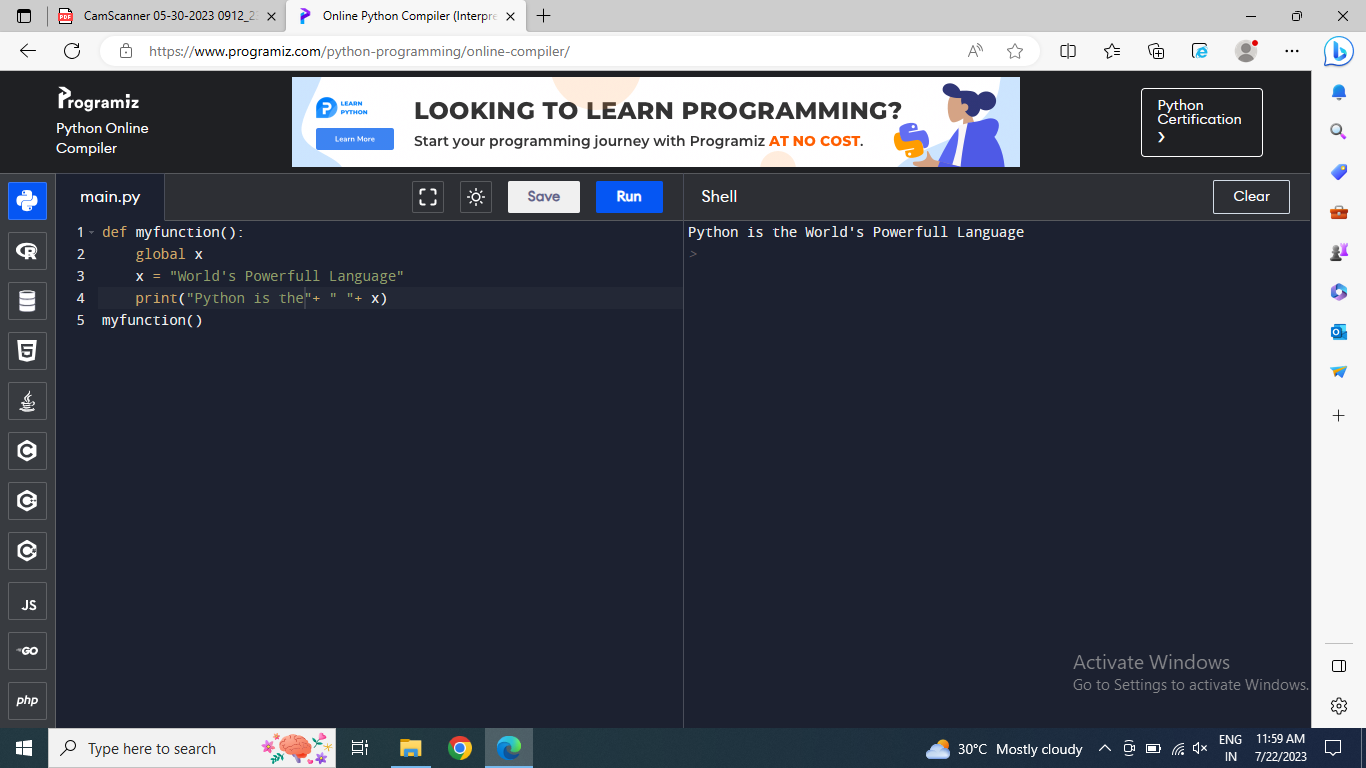 CamScanner 05-30-2023 0912_2
Online Python Compiler (Interpre
https://www.programiz.com/python-programming/online-compiler/
Programiz
Python Online
Compiler
LEARN
PYTHON
Learn More
LOOKING TO LEARN PROGRAMMING?
Start your programming journey with Programiz AT NO COST.
Python
Certification
❯
main.py
Save
Run
Shell
Clear
1 def myfunction():
2     global x
3     x = "World's Powerfull Language"
4     print("Python is the"+ " "+ x)
5 myfunction()
Python is the World's Powerfull Language
>
JS
GO
php
Activate Windows
Go to Settings to activate Windows.
Type here to search
30°C Mostly cloudy
ENG
IN
11:59 AM
7/22/2023